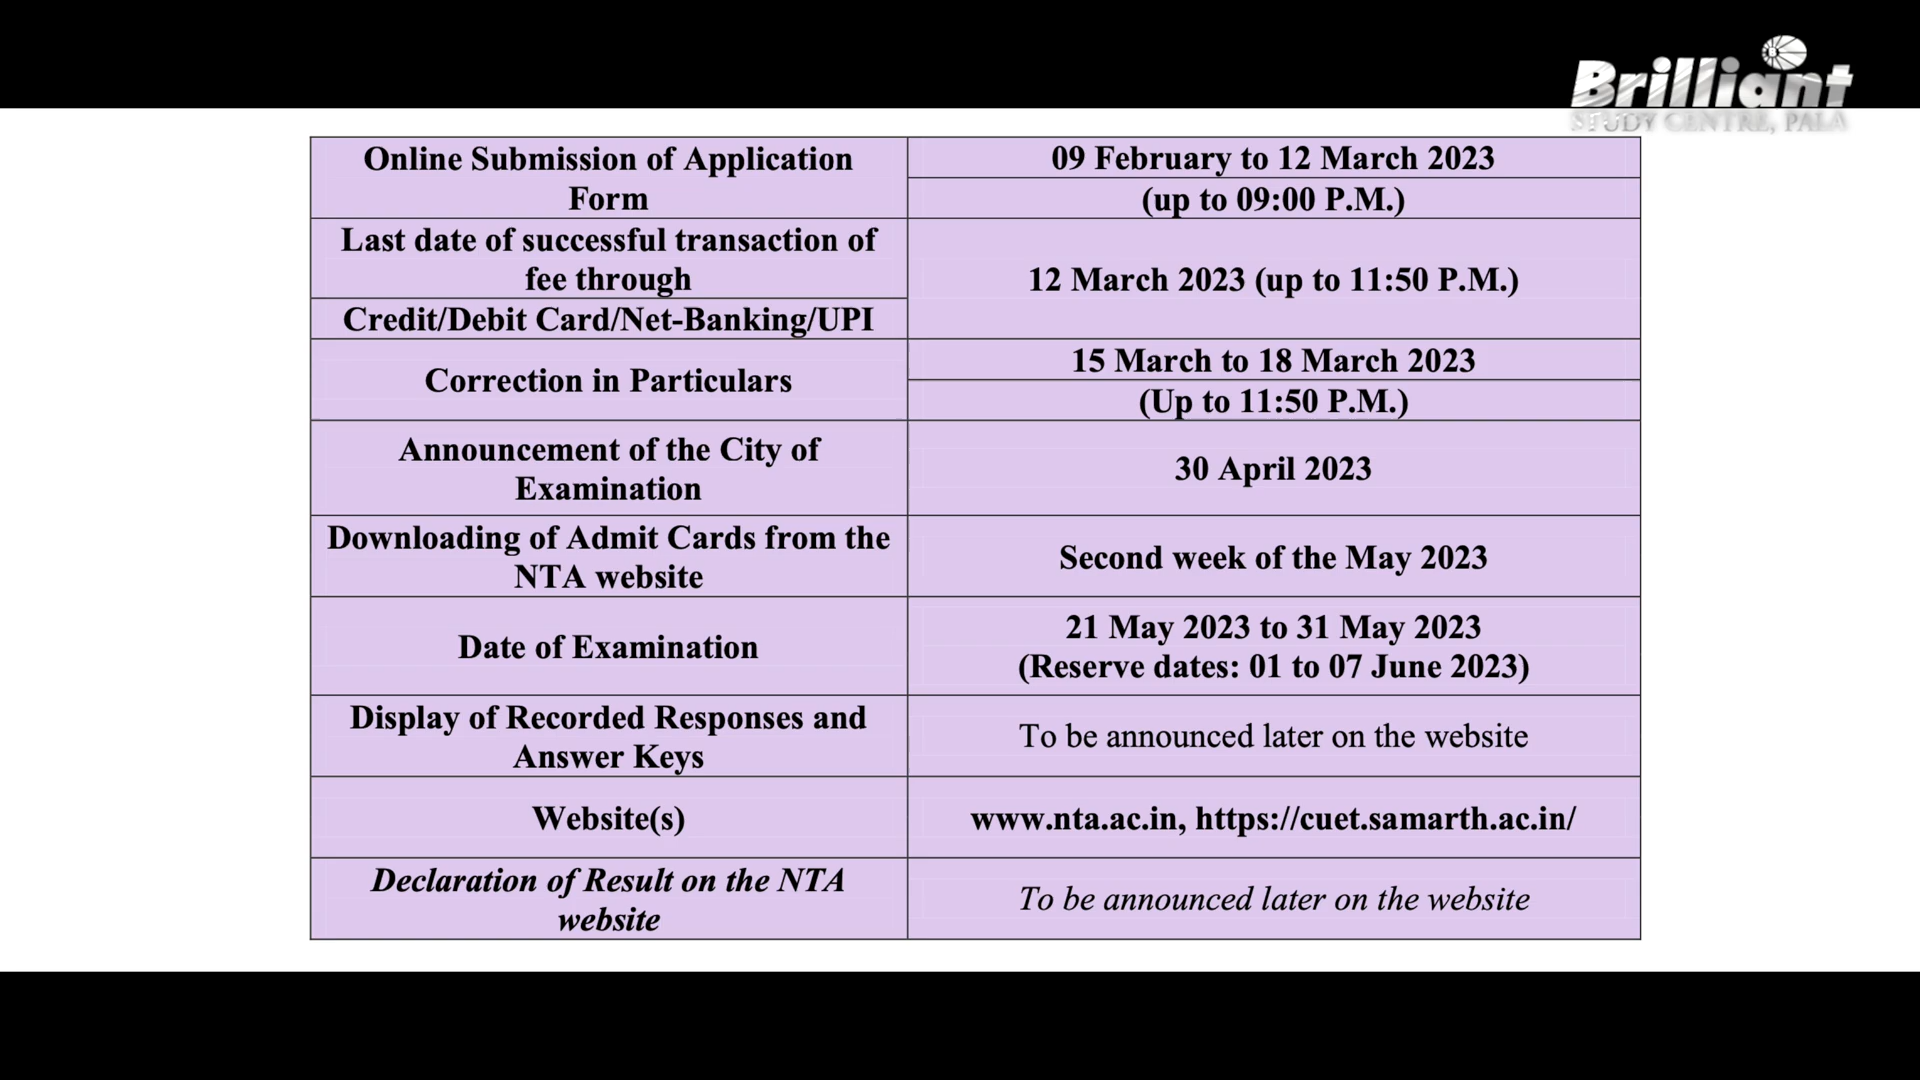 Brilliant
STUDY CENTRE, PALA
Online Submission of Application
Form
09 February to 12 March 2023
(up to 09:00 P.M.)
Last date of successful transaction of
fee through
Credit/Debit Card/Net-Banking/UPI
12 March 2023 (up to 11:50 P.M.)
Correction in Particulars
15 March to 18 March 2023
(Up to 11:50 P.M.)
Announcement of the City of
Examination
30 April 2023
Downloading of Admit Cards from the
NTA website
Second week of the May 2023
Date of Examination
21 May 2023 to 31 May 2023
(Reserve dates: 01 to 07 June 2023)
Display of Recorded Responses and
Answer Keys
To be announced later on the website
Website(s)
www.nta.ac.in, https://cuet.samarth.ac.in/
Declaration of Result on the NTA
website
To be announced later on the website